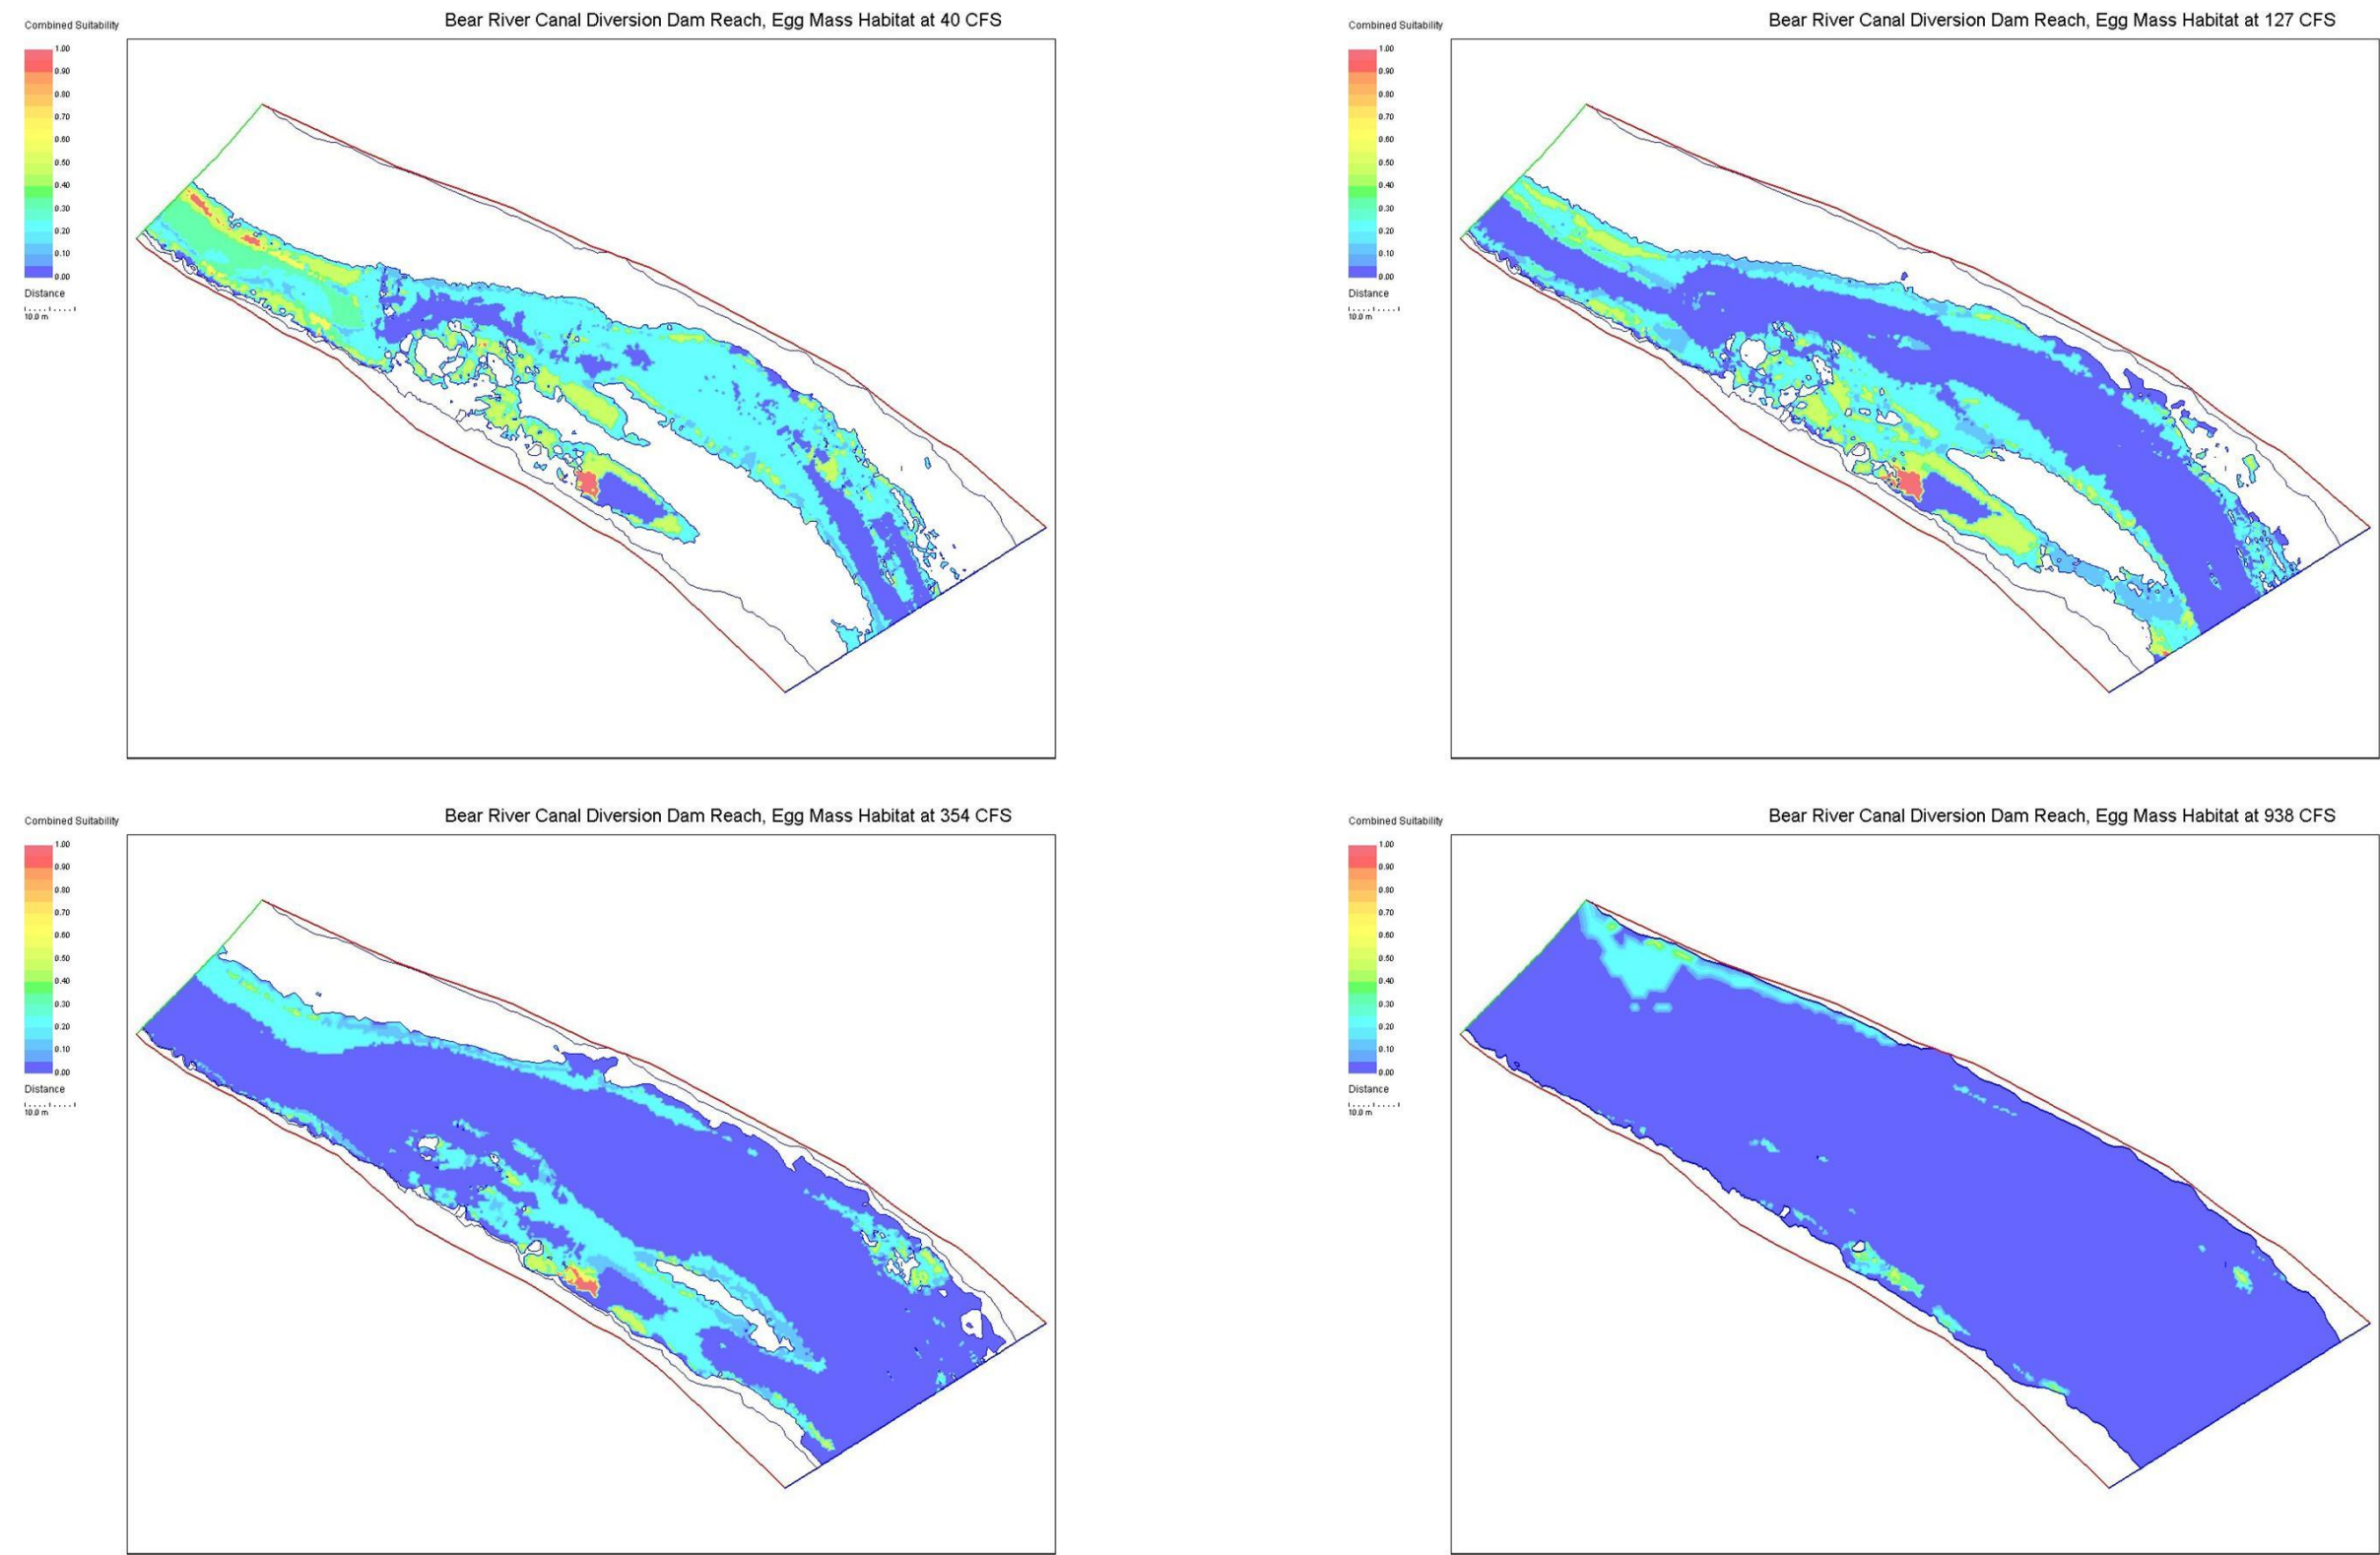 Bear River Canal Diversion Dam Reach, Egg Mass Habitat at 40 CFS
Combined Suitability
1.00
0.90
0.80
0.70
0.60
0.50
0.40
0.30
0.20
0.10
0.00
Distance
10.0 m
Bear River Canal Diversion Dam Reach, Egg Mass Habitat at 127 CFS
Combined Suitability
1.00
0.90
0.80
0.70
0.60
0.50
0.40
0.30
0.20
0.10
0.00
Distance
10.0 m
Bear River Canal Diversion Dam Reach, Egg Mass Habitat at 354 CFS
Combined Suitability
1.00
0.90
0.80
0.70
0.60
0.50
0.40
0.30
0.20
0.10
0.00
Distance
10.0 m
Bear River Canal Diversion Dam Reach, Egg Mass Habitat at 938 CFS
Combined Suitability
1.00
0.90
0.80
0.70
0.60
0.50
0.40
0.30
0.20
0.10
0.00
Distance
10.0 m